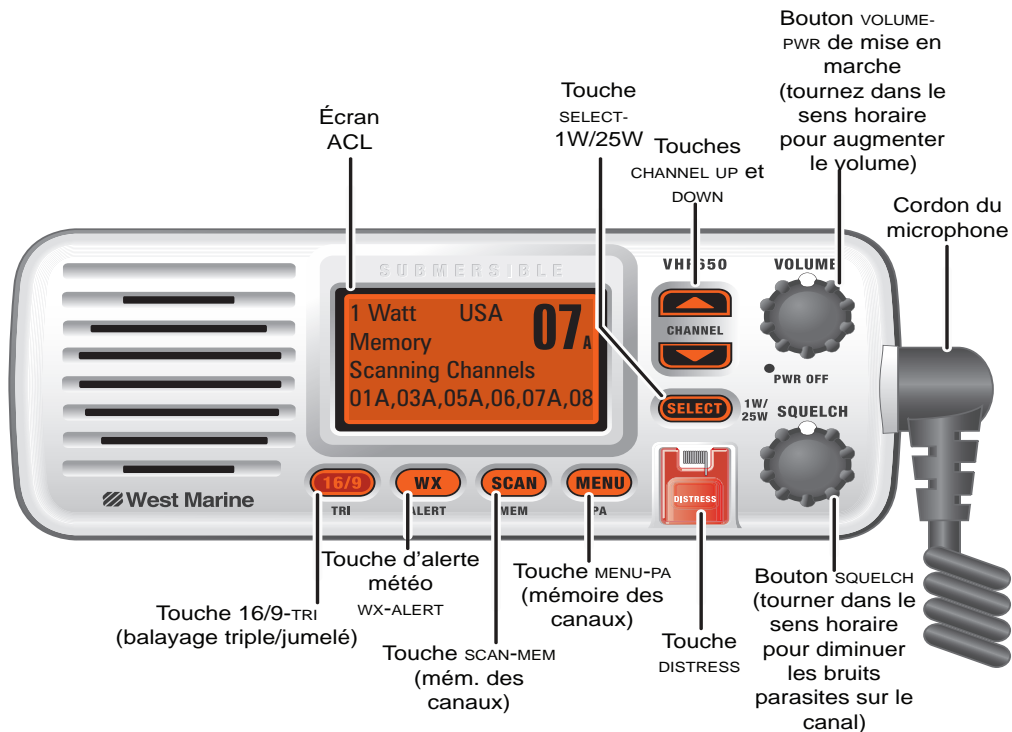 Bouton VOLUME-
PWR de mise en
marche
(tournez dans le
sens horaire
pour augmenter
le volume)
Touche
SELECT-
1W/25W
Écran
ACL
Touches
CHANNEL UP et
DOWN
Cordon du
microphone
SUBMERSIBLE
VHF650
VOLUME
1 Watt USA 07A
Memory
Scanning Channels
01A,03A,05A,06,07A,08
CHANNEL
PWR OFF
SELECT
1W/
25W
SQUELCH
16/9
WX
SCAN
MENU
DISTRESS
West Marine
TRI
ALERT
MEM
PA
Touche d'alerte
météo
WX-ALERT
Touche MENU-PA
(mémoire des
canaux)
Bouton SQUELCH
(tourner dans le
sens horaire
pour diminuer
les bruits
parasites sur le
canal)
Touche 16/9-TRI
(balayage triple/jumelé)
Touche SCAN-MEM
(mém. des
canaux)
Touche
DISTRESS